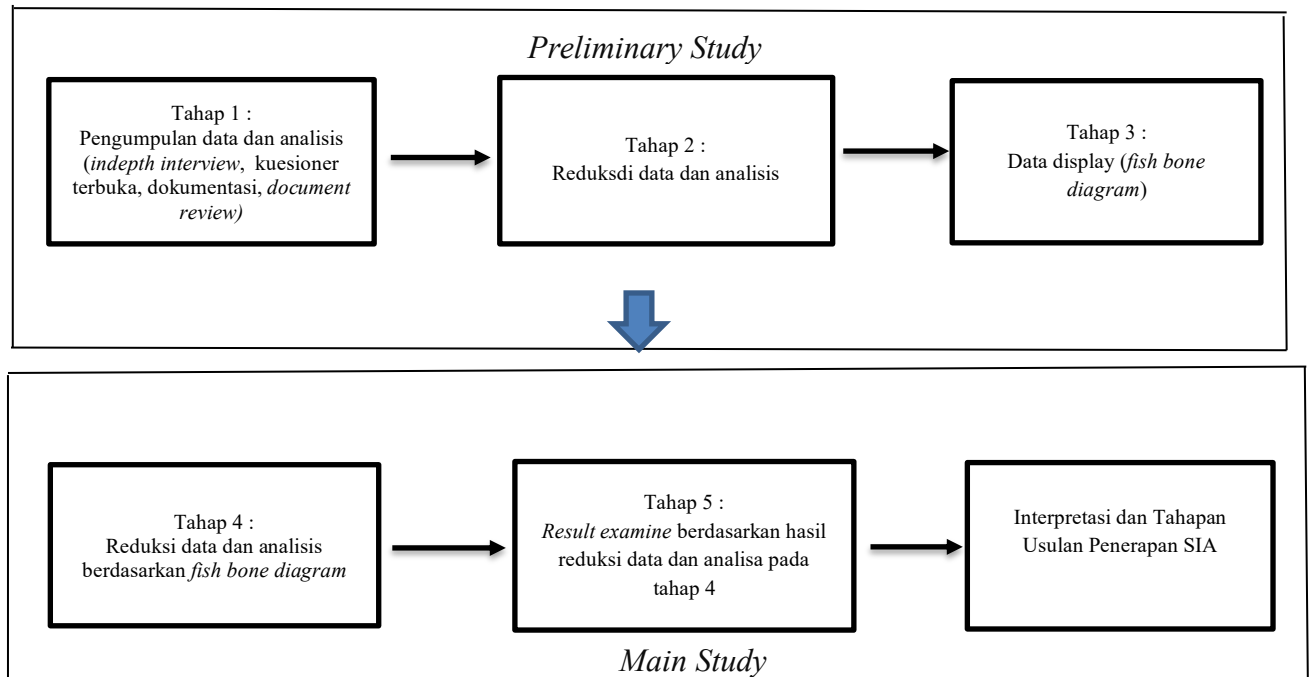 Preliminary Study
Tahap 1 :
Pengumpulan data dan analisis
(indepth interview, kuesioner
terbuka, dokumentasi, document
review)
Tahap 2 :
Reduksdi data dan analisis
Tahap 3 :
Data display (fish bone
diagram)
Tahap 4 :
Reduksi data dan analisis
berdasarkan fish bone diagram
Tahap 5 :
Result examine berdasarkan hasil
reduksi data dan analisa pada
tahap 4
Interpretasi dan Tahapan
Usulan Penerapan SIA
Main Study